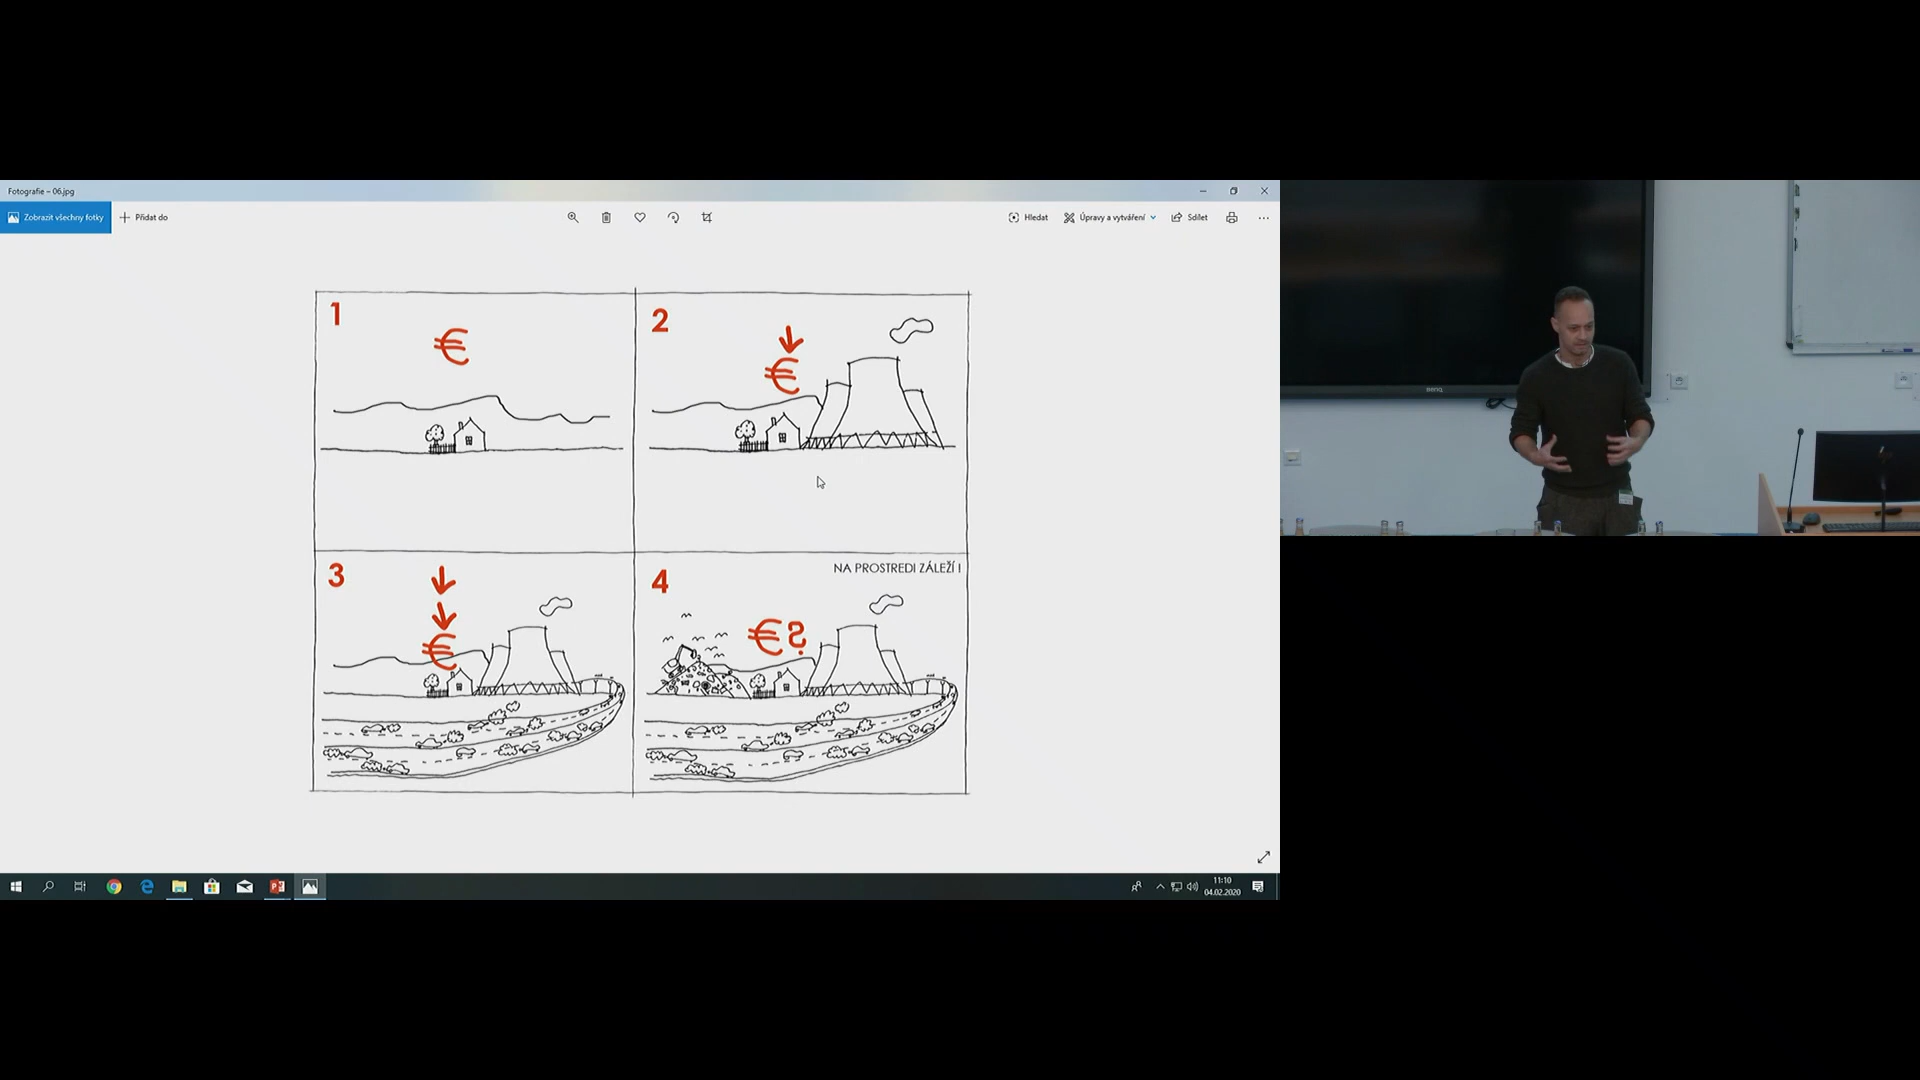 Fotografie – 06.jpg
Zobrazit všechny fotky
Přidat do
Hledat
Úpravy a vytváření
Sdílet
1
€
2
€
3
€
4
NA PROSTREDI ZÁLEŽÍ !
€?
11:10
04.02.2020
BenQ